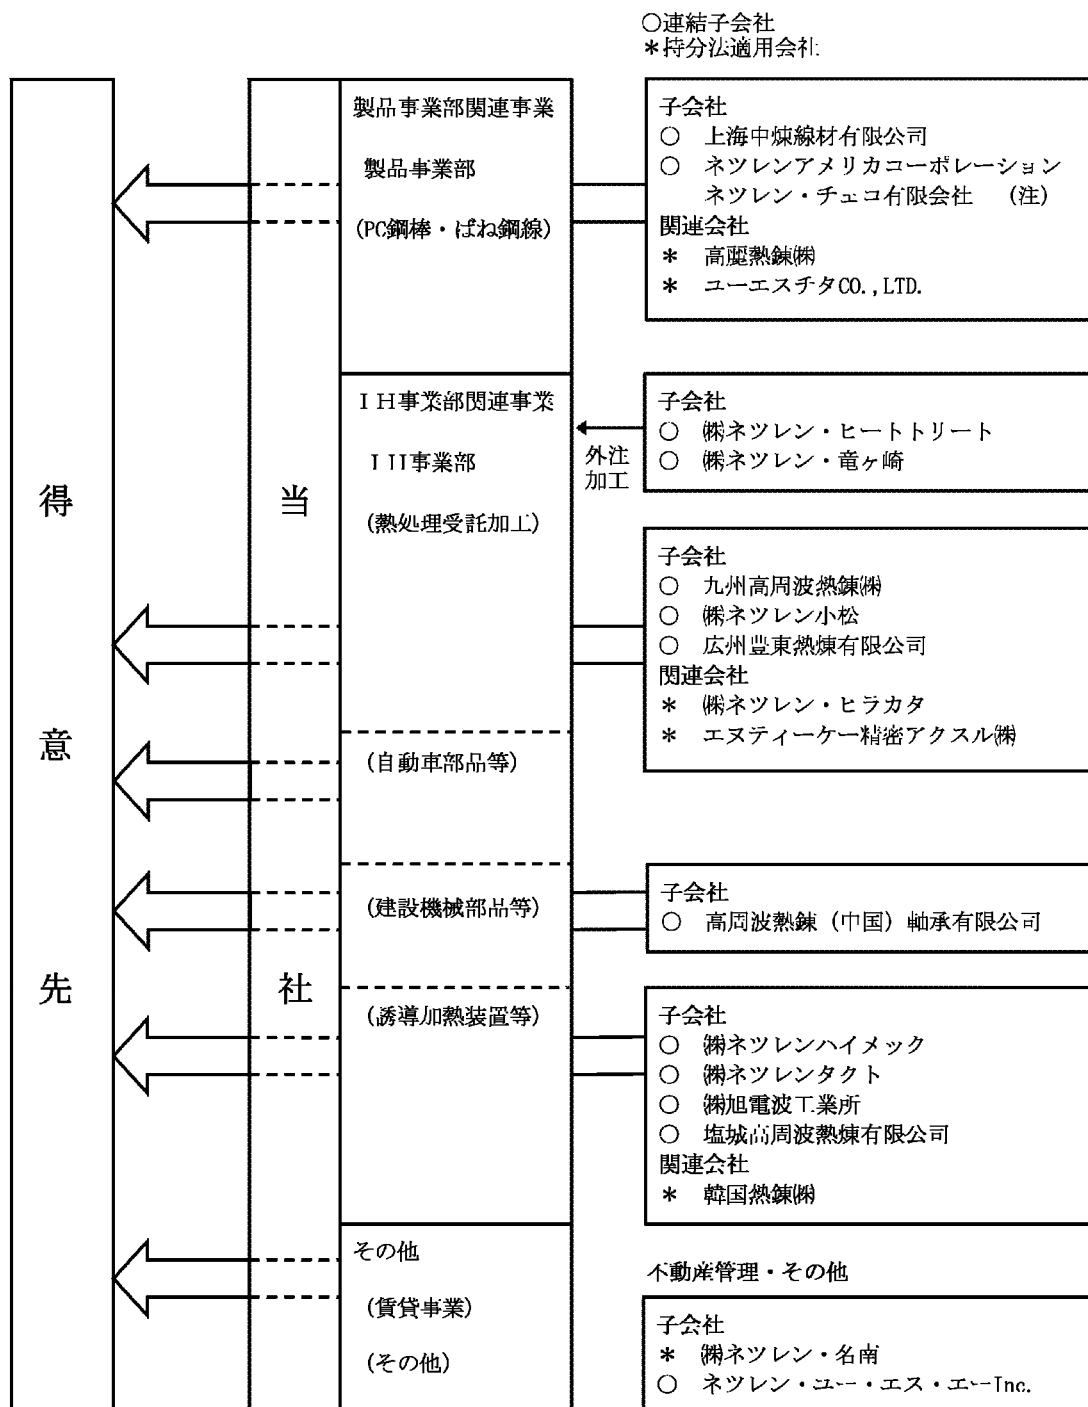 ○連結子会社
＊持分法適用会社
得意先
当社
製品事業部関連事業
製品事業部
(PC鋼棒・ばね鋼線)
子会社
○ 上海中煉線材有限公司
○ ネツレンアメリカコーポレーション
ネツレン・チェコ有限会社 (注)
関連会社
＊ 高麗熱錬㈱
＊ ユーエスチタCO.,LTD.
ＩＨ事業部関連事業
ＩＨ事業部
(熱処理受託加工)
外注
加工
子会社
○ ㈱ネツレン・ヒートトリート
○ ㈱ネツレン・竜ヶ崎
子会社
○ 九州高周波熱錬㈱
○ ㈱ネツレン小松
○ 広州豊東熱煉有限公司
関連会社
＊ ㈱ネツレン・ヒラカタ
＊ エヌティーケー精密アクスル㈱
(自動車部品等)
(建設機械部品等)
子会社
○ 高周波熱錬（中国）軸承有限公司
(誘導加熱装置等)
子会社
○ ㈱ネツレンハイメック
○ ㈱ネツレンタクト
○ ㈱旭電波工業所
○ 塩城高周波熱煉有限公司
関連会社
＊ 韓国熱錬㈱
その他
(賃貸事業)
(その他)
不動産管理・その他
子会社
＊ ㈱ネツレン・名南
○ ネツレン・ユー・エス・エーInc.